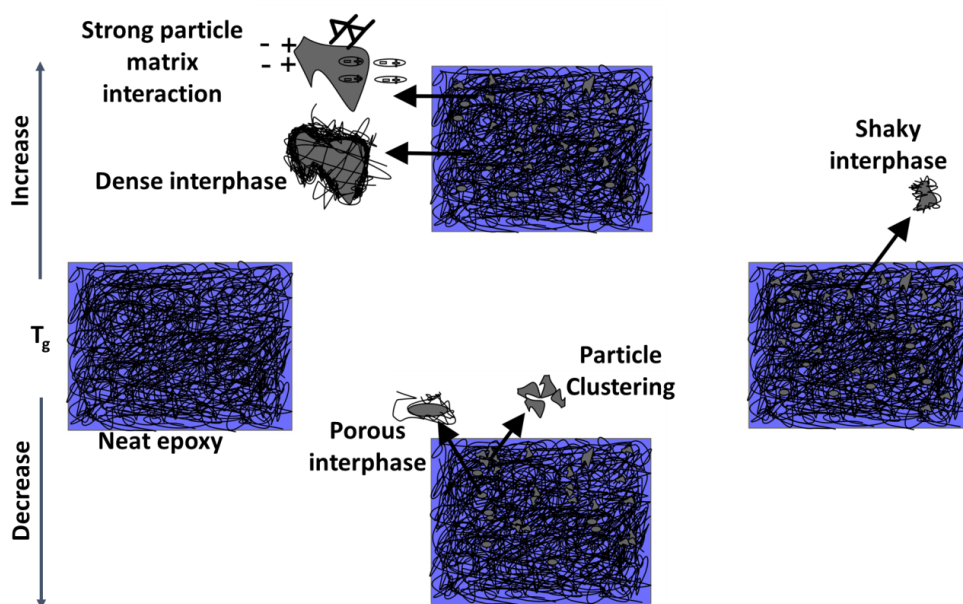 Strong particle
matrix
interaction
- +
- +
Dense interphase
Shaky
interphase
Increase
Tg
Decrease
Neat epoxy
Particle
Clustering
Porous
interphase